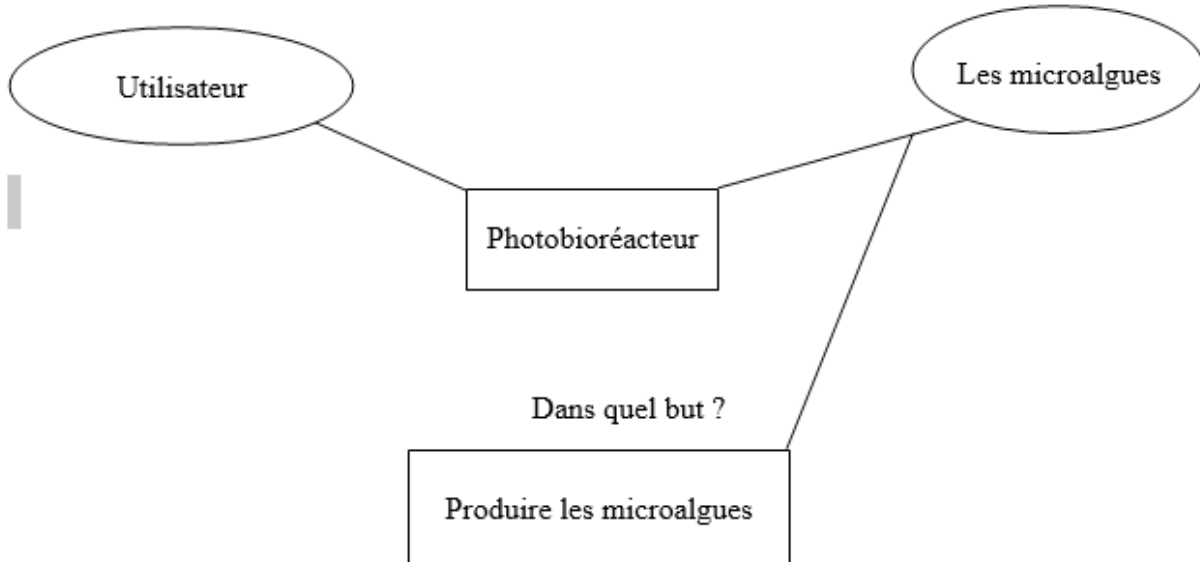 Utilisateur
Les microalgues
Photobioréacteur
Dans quel but ?
Produire les microalgues